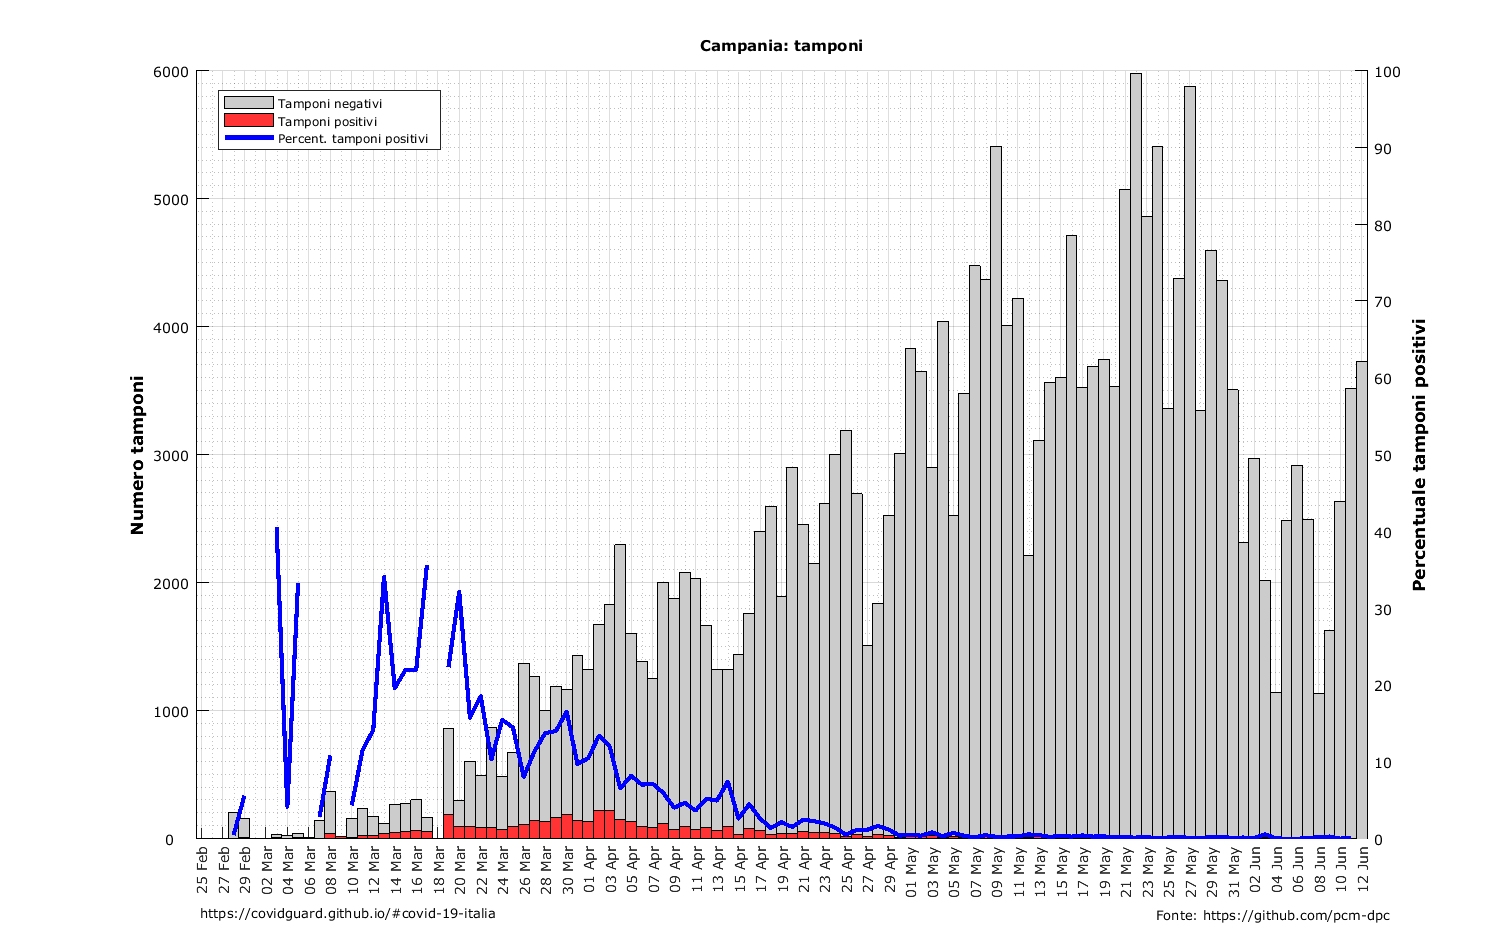 Campania: tamponi
Tamponi negativi
Tamponi positivi
Percent. tamponi positivi
Numero tamponi
6000
5000
4000
3000
2000
1000
0
Percentuale tamponi positivi
100
90
80
70
60
50
40
30
20
10
0
25 Feb
27 Feb
29 Feb
02 Mar
04 Mar
06 Mar
08 Mar
10 Mar
12 Mar
14 Mar
16 Mar
18 Mar
20 Mar
22 Mar
24 Mar
26 Mar
28 Mar
30 Mar
01 Apr
03 Apr
05 Apr
07 Apr
09 Apr
11 Apr
13 Apr
15 Apr
17 Apr
19 Apr
21 Apr
23 Apr
25 Apr
27 Apr
29 Apr
01 May
03 May
05 May
07 May
09 May
11 May
13 May
15 May
17 May
19 May
21 May
23 May
25 May
27 May
29 May
31 May
02 Jun
04 Jun
06 Jun
08 Jun
10 Jun
12 Jun
https://covidguard.github.io/#covid-19-italia
Fonte: https://github.com/pcm-dpc